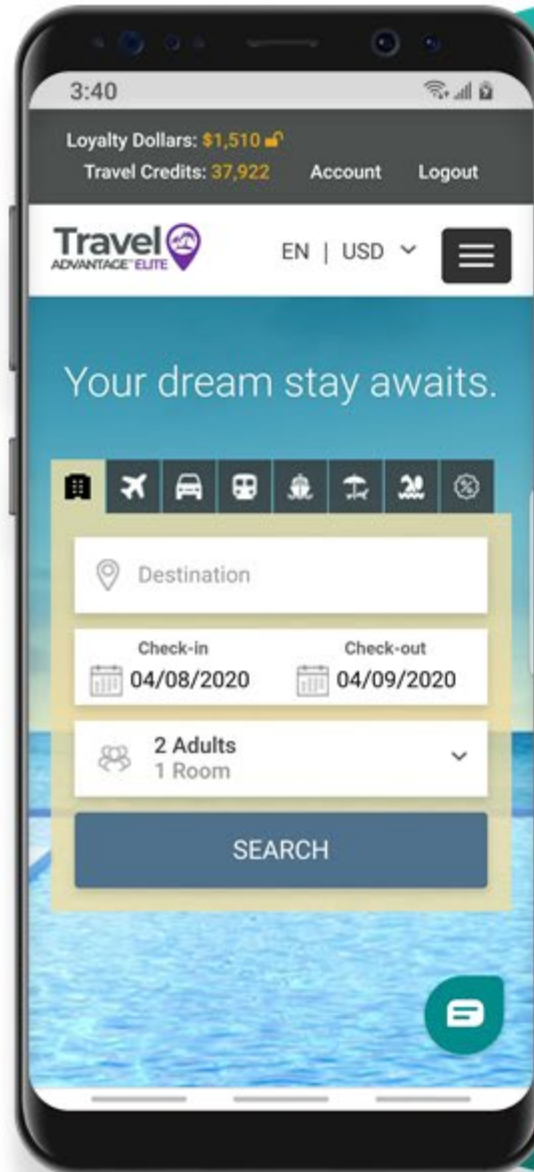 3:40
Loyalty Dollars: $1,510
Travel Credits: 37,922 Account Logout
Travel
ADVANTAGE™ ELITE
EN | USD
Your dream stay awaits.
Destination
Check-in Check-out
04/08/2020 04/09/2020
2 Adults
1 Room
SEARCH